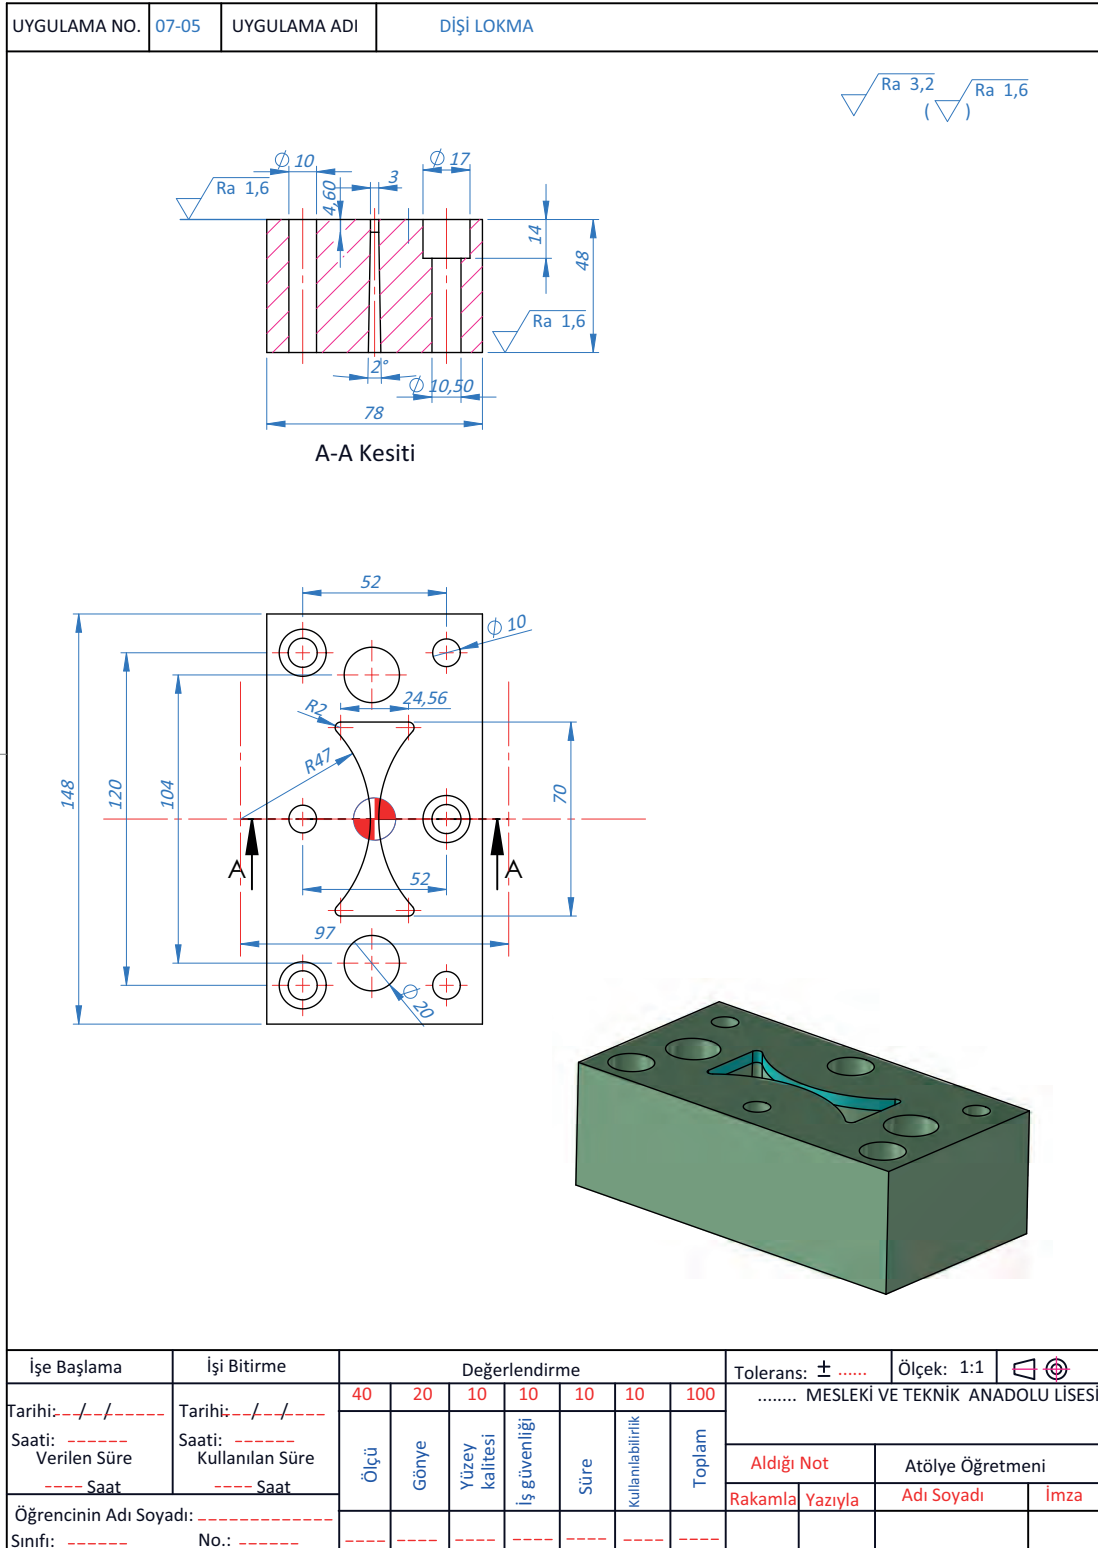 UYGULAMA NO. 07-05 UYGULAMA ADI DİŞİ LOKMA
Ra 3,2 ( Ra 1,6 )
∅ 10 3 ∅ 17
Ra 1,6
4,60
14
48
Ra 1,6
2°
∅ 10,50
78
A-A Kesiti
52
∅ 10
24,56
R2
R47
148
120
104
70
A A
52
97
∅ 20
İşe Başlama İşi Bitirme Değerlendirme Tolerans: ± ...... Ölçek: 1:1
40 20 10 10 10 10 100
........ MESLEKİ VE TEKNİK ANADOLU LİSESİ
Tarihi:--/--/------ Tarihi:--/--/----
Saati: ------ Saati: ------
Verilen Süre Kullanılan Süre
---- Saat ---- Saat
Ölçü
Gönye
Yüzey kalitesi
İş güvenliği
Süre
Kullanılabilirlik
Toplam
Aldığı Not Atölye Öğretmeni
Rakamla Yazıyla Adı Soyadı İmza
Öğrencinin Adı Soyadı: -------------
Sınıfı: ------ No.: ------